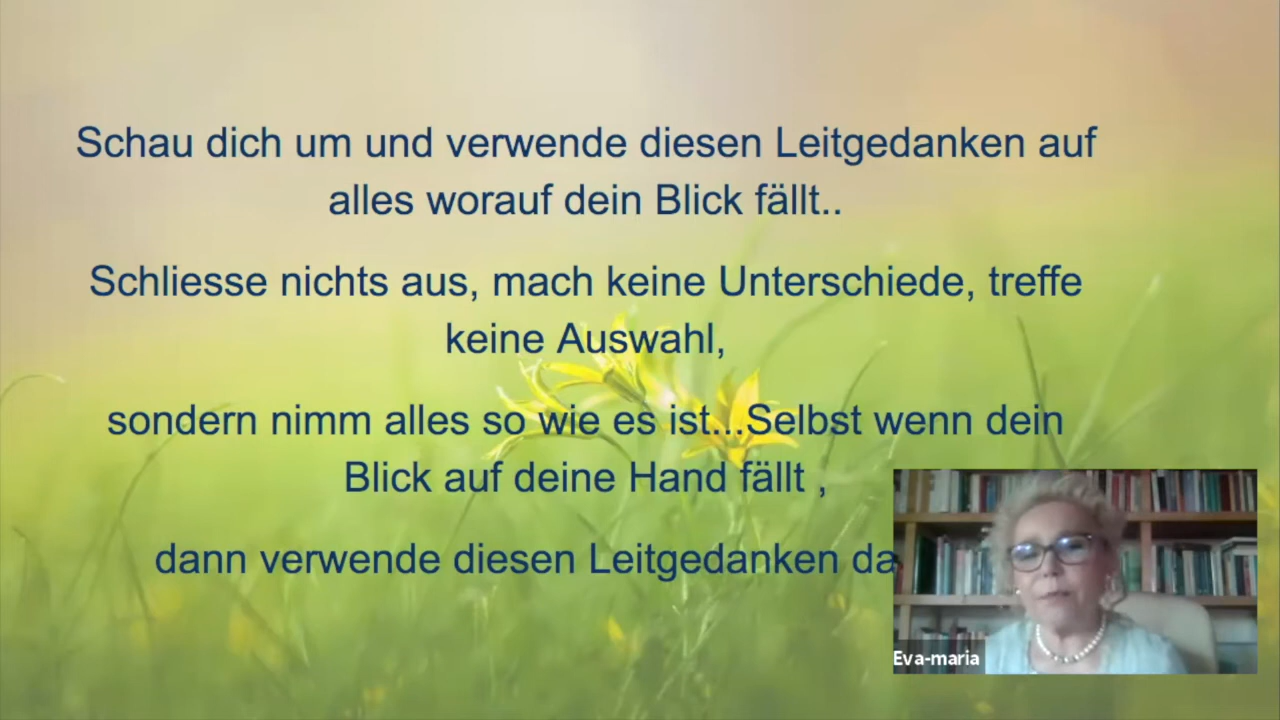 Schau dich um und verwende diesen Leitgedanken auf
alles worauf dein Blick fällt..
Schliesse nichts aus, mach keine Unterschiede, treffe
keine Auswahl,
sondern nimm alles so wie es ist...Selbst wenn dein
Blick auf deine Hand fällt ,
dann verwende diesen Leitgedanken da
Eva-maria